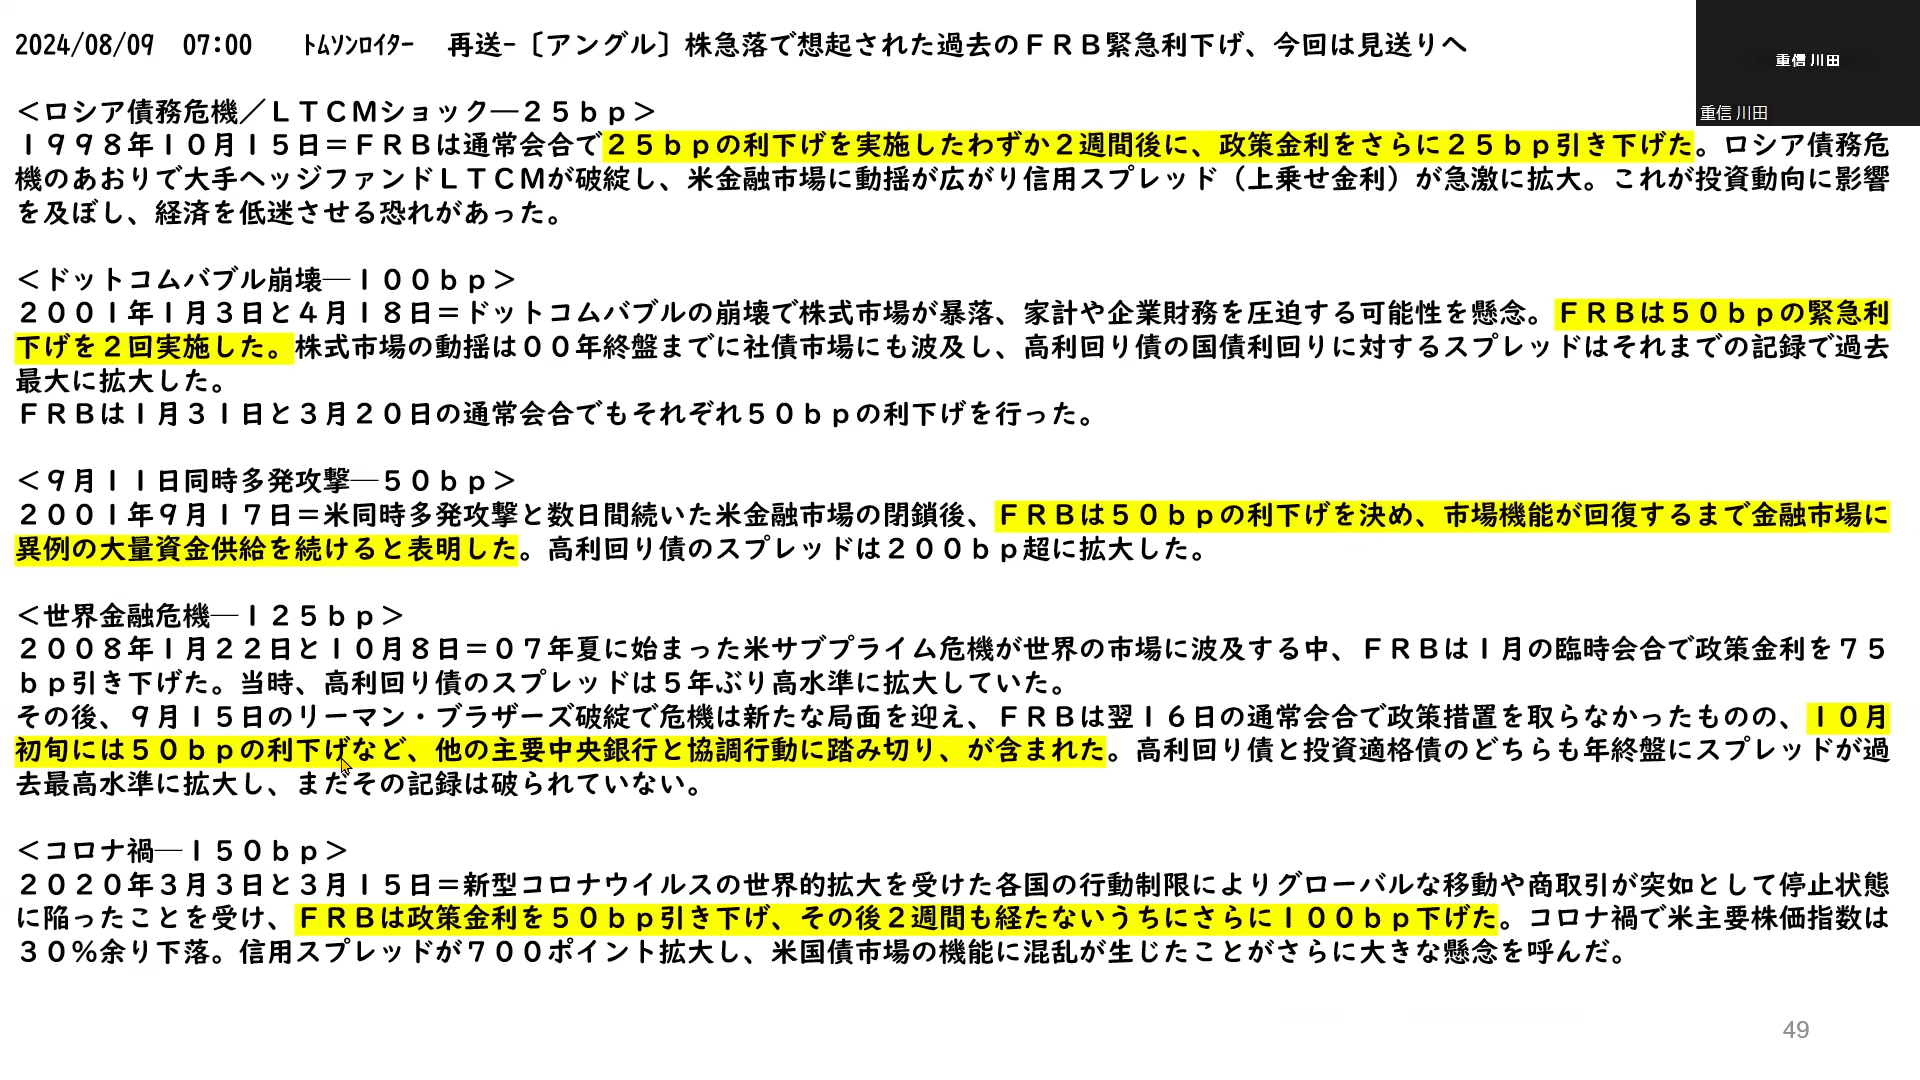 2024/08/09　07:00　　ﾄﾑｿﾝﾛｲﾀｰ　再送-〔アングル〕株急落で想起された過去のＦＲＢ緊急利下げ、今回は見送りへ
重信 川田
重信 川田
＜ロシア債務危機／ＬＴＣＭショック―２５ｂｐ＞
１９９８年１０月１５日＝ＦＲＢは通常会合で２５ｂｐの利下げを実施したわずか２週間後に、政策金利をさらに２５ｂｐ引き下げた。ロシア債務危
機のあおりで大手ヘッジファンドＬＴＣＭが破綻し、米金融市場に動揺が広がり信用スプレッド（上乗せ金利）が急激に拡大。これが投資動向に影響
を及ぼし、経済を低迷させる恐れがあった。
＜ドットコムバブル崩壊―１００ｂｐ＞
２００１年１月３日と４月１８日＝ドットコムバブルの崩壊で株式市場が暴落、家計や企業財務を圧迫する可能性を懸念。ＦＲＢは５０ｂｐの緊急利
下げを２回実施した。株式市場の動揺は００年終盤までに社債市場にも波及し、高利回り債の国債利回りに対するスプレッドはそれまでの記録で過去
最大に拡大した。
ＦＲＢは１月３１日と３月２０日の通常会合でもそれぞれ５０ｂｐの利下げを行った。
＜９月１１日同時多発攻撃―５０ｂｐ＞
２００１年９月１７日＝米同時多発攻撃と数日間続いた米金融市場の閉鎖後、ＦＲＢは５０ｂｐの利下げを決め、市場機能が回復するまで金融市場に
異例の大量資金供給を続けると表明した。高利回り債のスプレッドは２００ｂｐ超に拡大した。
＜世界金融危機―１２５ｂｐ＞
２００８年１月２２日と１０月８日＝０７年夏に始まった米サブプライム危機が世界の市場に波及する中、ＦＲＢは１月の臨時会合で政策金利を７５
ｂｐ引き下げた。当時、高利回り債のスプレッドは５年ぶり高水準に拡大していた。
その後、９月１５日のリーマン・ブラザーズ破綻で危機は新たな局面を迎え、ＦＲＢは翌１６日の通常会合で政策措置を取らなかったものの、１０月
初旬には５０ｂｐの利下げなど、他の主要中央銀行と協調行動に踏み切り、が含まれた。高利回り債と投資適格債のどちらも年終盤にスプレッドが過
去最高水準に拡大し、まだその記録は破られていない。
＜コロナ禍―１５０ｂｐ＞
２０２０年３月３日と３月１５日＝新型コロナウイルスの世界的拡大を受けた各国の行動制限によりグローバルな移動や商取引が突如として停止状態
に陥ったことを受け、ＦＲＢは政策金利を５０ｂｐ引き下げ、その後２週間も経たないうちにさらに１００ｂｐ下げた。コロナ禍で米主要株価指数は
３０％余り下落。信用スプレッドが７００ポイント拡大し、米国債市場の機能に混乱が生じたことがさらに大きな懸念を呼んだ。
49